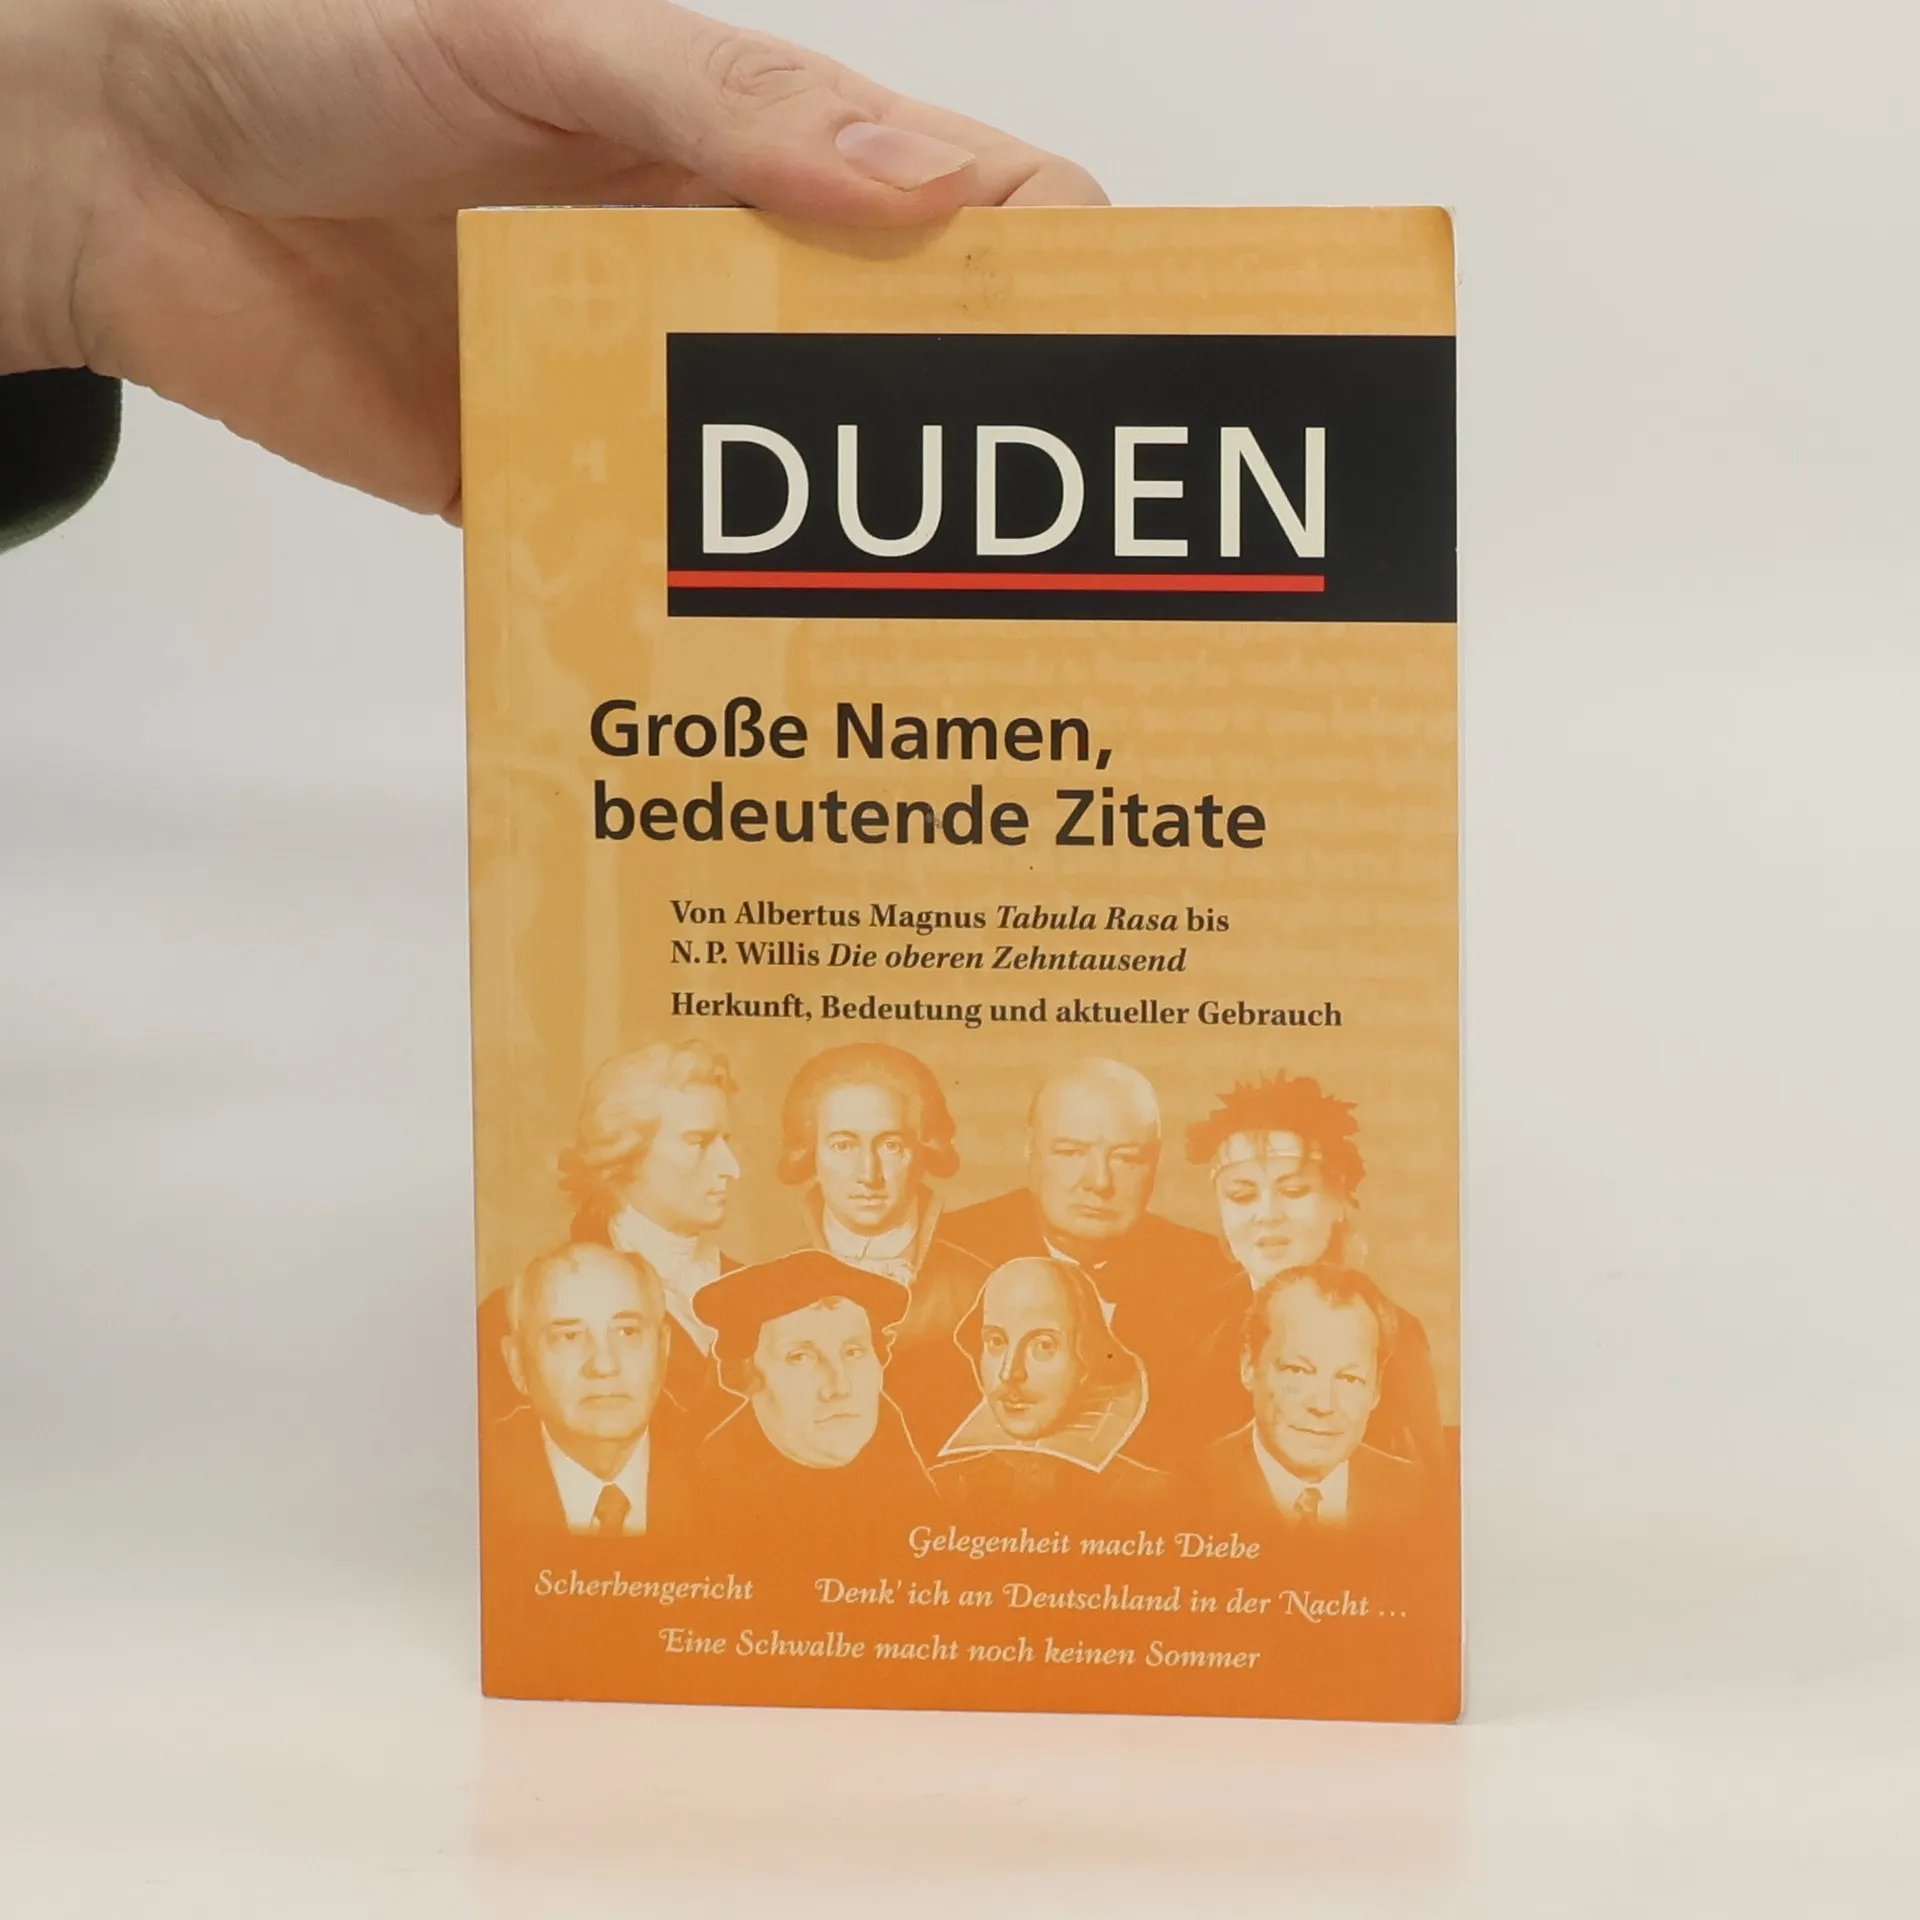 DUDEN
Große Namen,
bedeutende Zitate
Von Albertus Magnus Tabula Rasa bis
N. P. Willis Die oberen Zehntausend
Herkunft, Bedeutung und aktueller Gebrauch
Gelegenheit macht Diebe
Scherbengericht
Denk' ich an Deutschland in der Nacht ...
Eine Schwalbe macht noch keinen Sommer